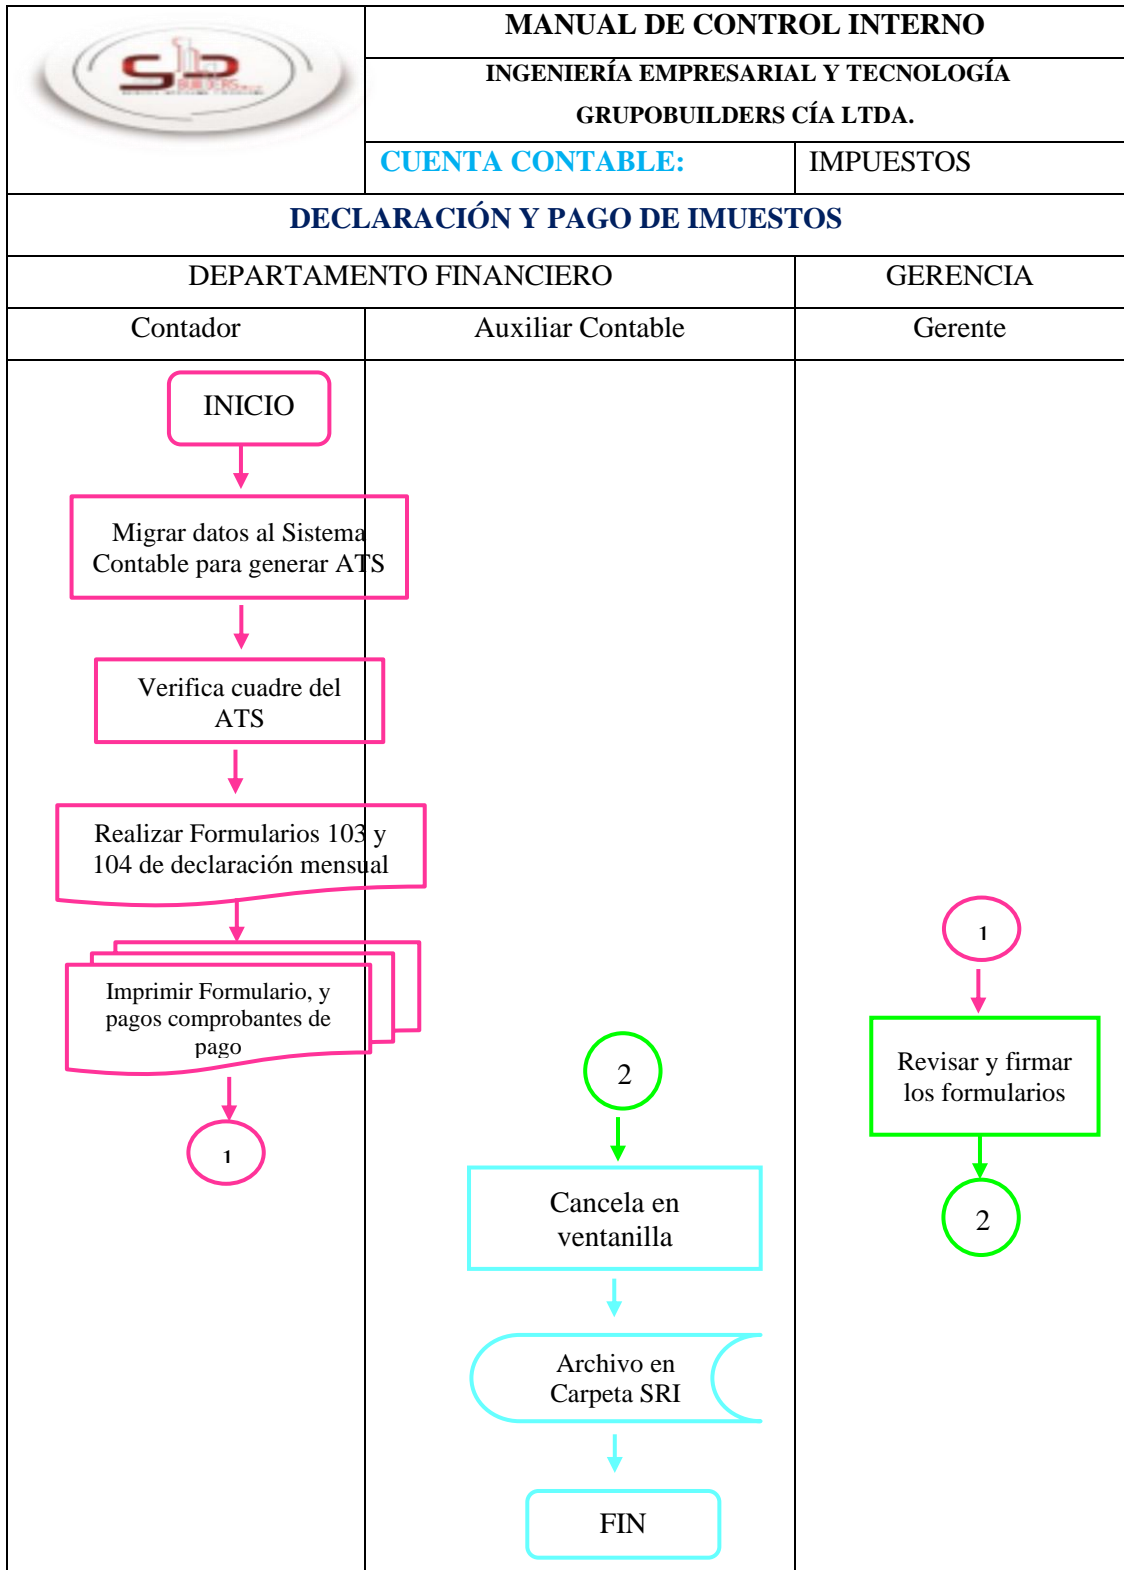 MANUAL DE CONTROL INTERNO
INGENIERÍA EMPRESARIAL Y TECNOLOGÍA
GRUPOBUILDERS CÍA LTDA.
CUENTA CONTABLE:
IMPUESTOS
DECLARACIÓN Y PAGO DE IMUESTOS
DEPARTAMENTO FINANCIERO
GERENCIA
Contador
Auxiliar Contable
Gerente
INICIO
Migrar datos al Sistema
Contable para generar ATS
Verifica cuadre del
ATS
Realizar Formularios 103 y
104 de declaración mensual
Imprimir Formulario, y
pagos comprobantes de
pago
1
1
Revisar y firmar
los formularios
2
2
Cancela en
ventanilla
Archivo en
Carpeta SRI
FIN